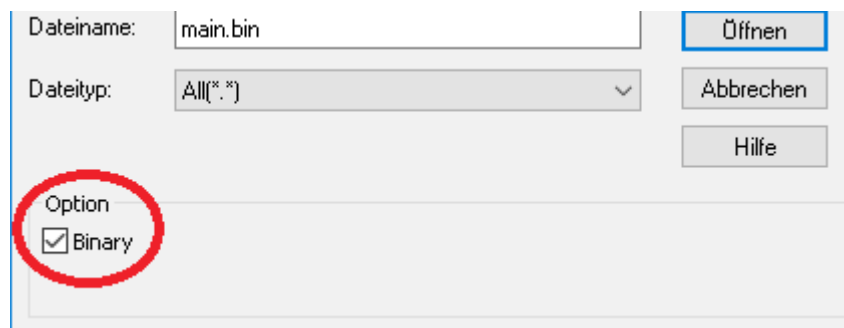 Dateiname: main.bin Öffnen
Dateityp: All(*.*) Abbrechen
Hilfe
Option
Binary